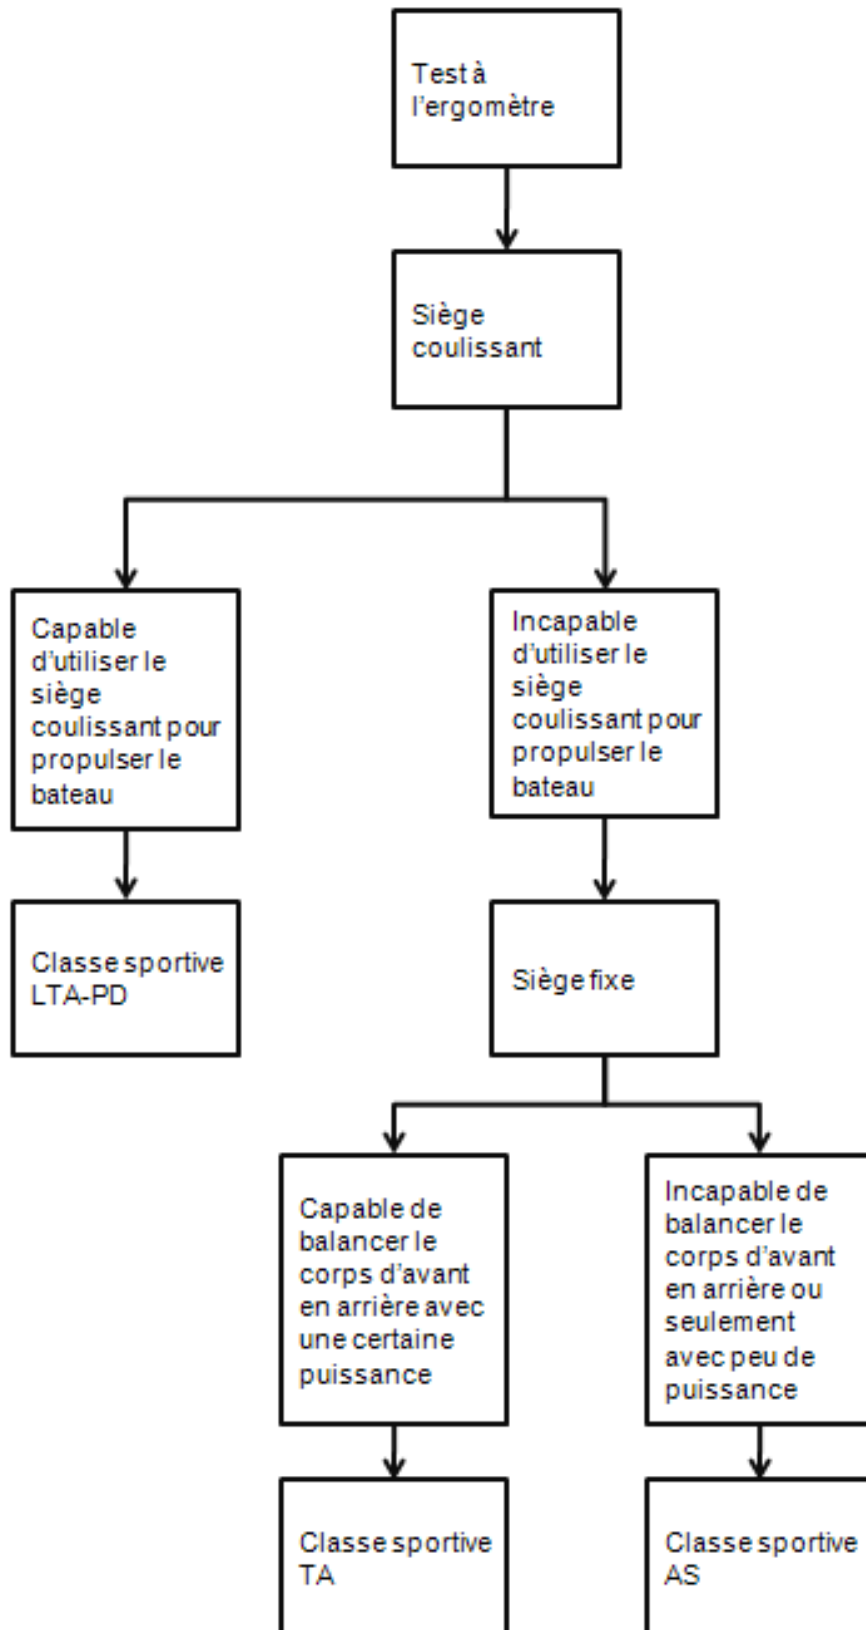 Test à
l'ergomètre
Siège
coulissant
Capable
d'utiliser le
siège
coulissant pour
propulser le
bateau
Incapable
d'utiliser le
siège
coulissant pour
propulser le
bateau
Classe sportive
LTA-PD
Siège fixe
Capable de
balancer le
corps d'avant
en arrière avec
une certaine
puissance
Incapable de
balancer le
corps d'avant
en arrière ou
seulement
avec peu de
puissance
Classe sportive
TA
Classe sportive
AS